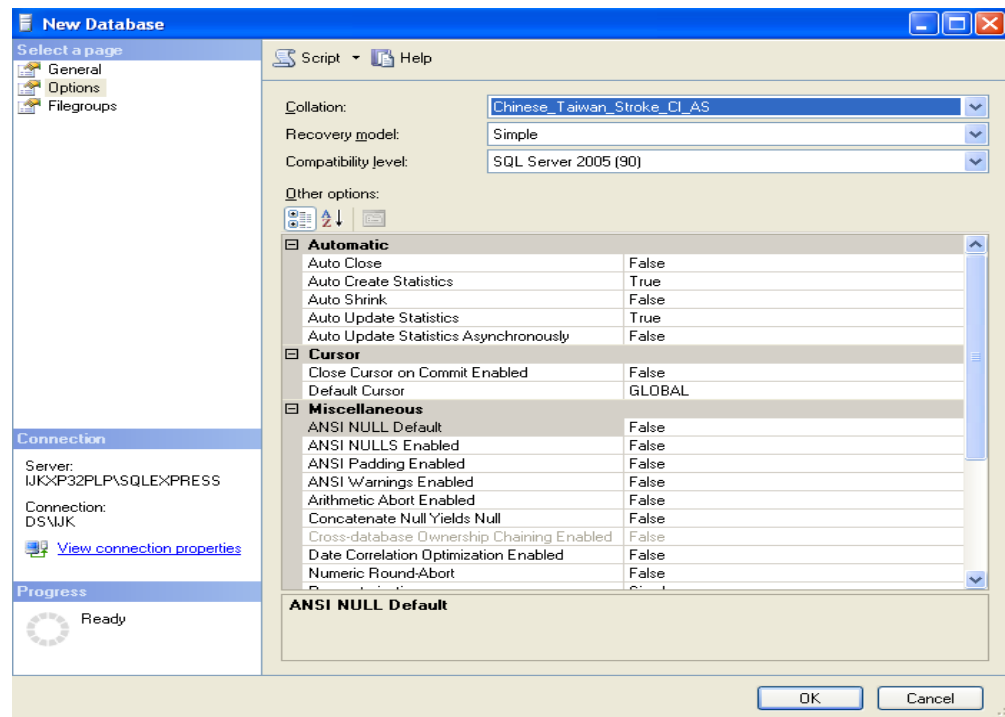 New Database
Select a page
General
Options
Filegroups
Script
Help
Collation: Chinese_Taiwan_Stroke_CI_AS
Recovery model: Simple
Compatibility level: SQL Server 2005 (90)
Other options:
Automatic
Auto Close False
Auto Create Statistics True
Auto Shrink False
Auto Update Statistics True
Auto Update Statistics Asynchronously False
Cursor
Close Cursor on Commit Enabled False
Default Cursor GLOBAL
Miscellaneous
ANSI NULL Default False
ANSI NULLS Enabled False
ANSI Padding Enabled False
ANSI Warnings Enabled False
Arithmetic Abort Enabled False
Concatenate Null Yields Null False
Cross-database Ownership Chaining Enabled False
Date Correlation Optimization Enabled False
Numeric Round-Abort False
ANSI NULL Default
Connection
Server:
IJKXP32PLP\SQLEXPRESS
Connection:
DS\IJK
View connection properties
Progress
Ready
OK
Cancel